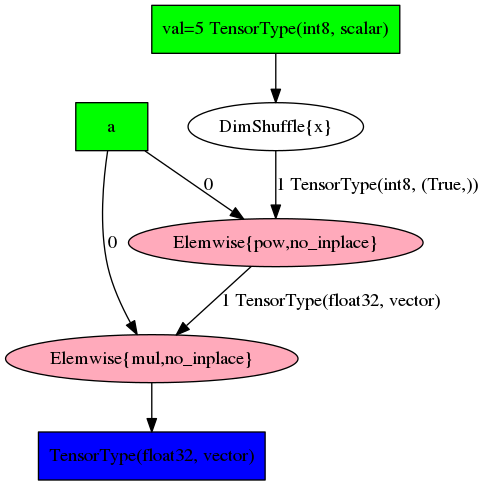 val=5 TensorType(int8, scalar)
a
DimShuffle{x}
0
1 TensorType(int8, (True,))
Elemwise{pow,no_inplace}
0
1 TensorType(float32, vector)
Elemwise{mul,no_inplace}
TensorType(float32, vector)